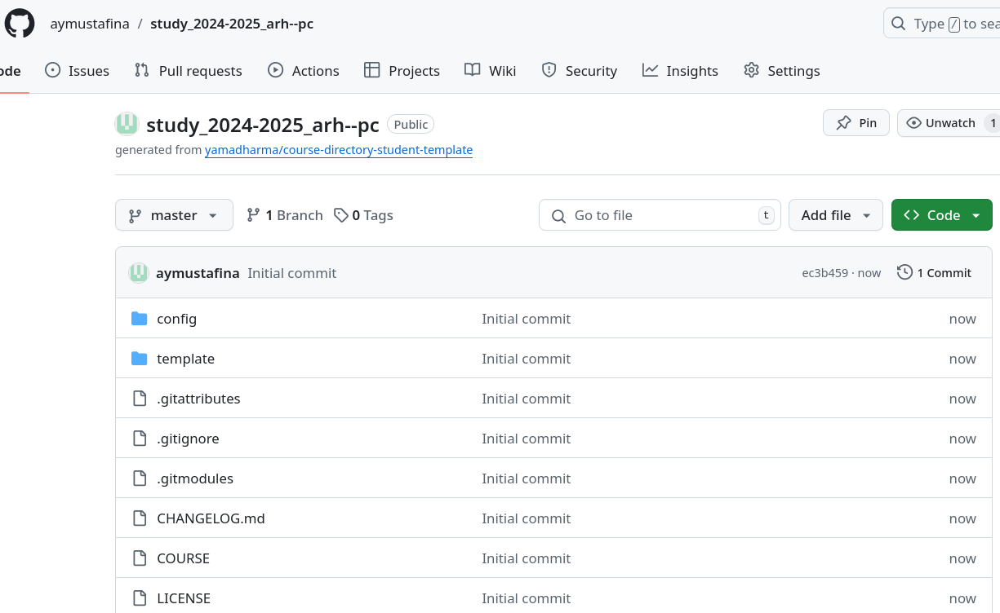 aymustafina / study_2024-2025_arh--pc
Type / to sea
ode Issues Pull requests Actions Projects Wiki Security Insights Settings
study_2024-2025_arh--pc Public
Pin Unwatch 1
generated from yamadharma/course-directory-student-template
master 1 Branch 0 Tags Go to file t Add file Code
aymustafina Initial commit ec3b459 · now 1 Commit
config Initial commit now
template Initial commit now
.gitattributes Initial commit now
.gitignore Initial commit now
.gitmodules Initial commit now
CHANGELOG.md Initial commit now
COURSE Initial commit now
LICENSE Initial commit now